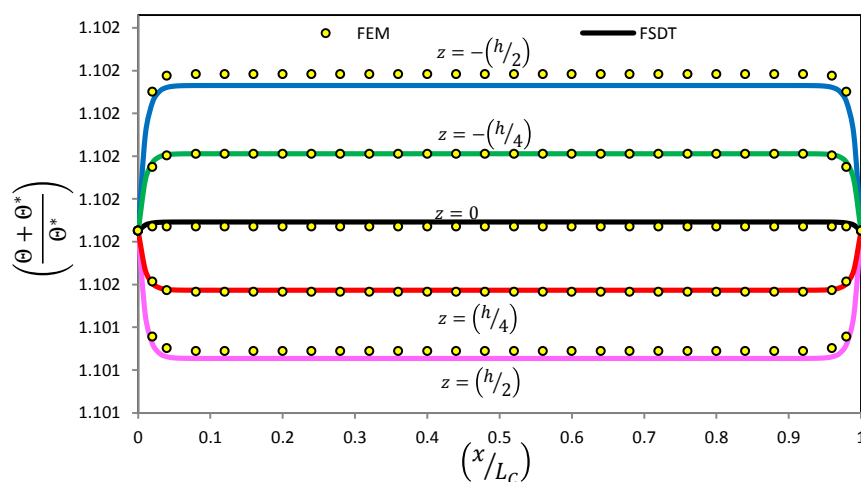 1.102
FEM FSDT
z = −(h/2)
1.102
1.102
z = −(h/4)
1.102
1.102
z = 0
1.102
(Θ + Θ* / Θ*)
1.102
z = (h/4)
1.101
1.101
z = (h/2)
1.101
0 0.1 0.2 0.3 0.4 0.5 0.6 0.7 0.8 0.9 1
(x/L_C)